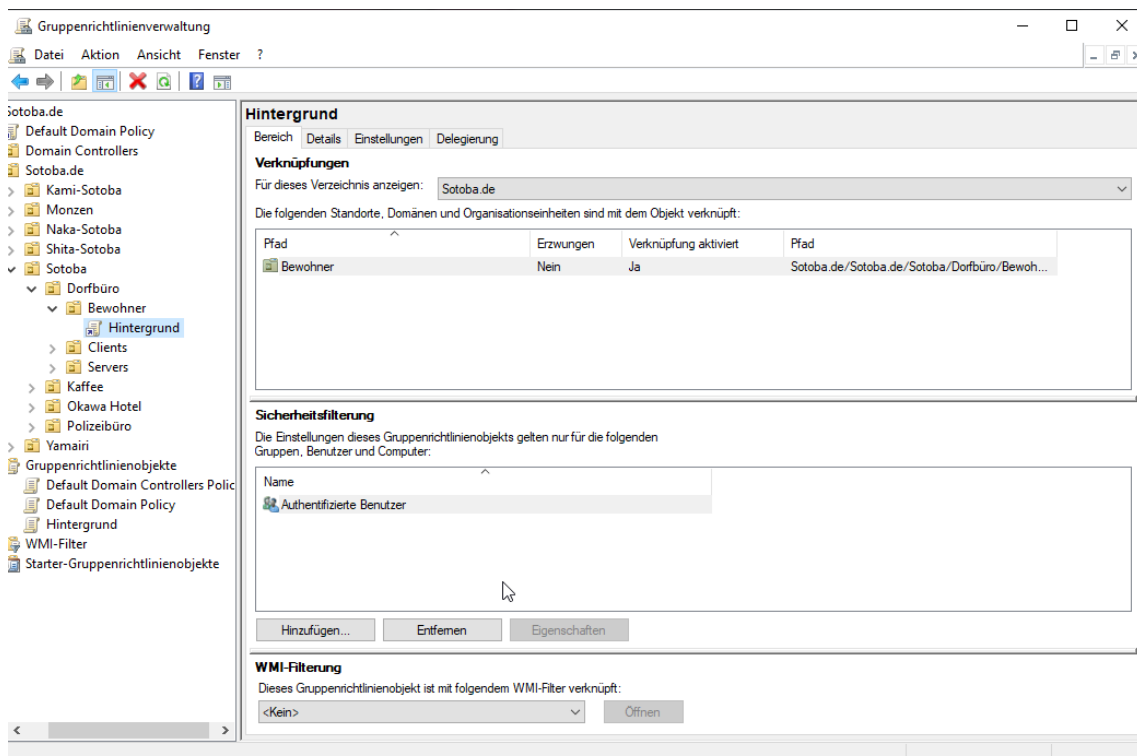 Gruppenrichtlinienverwaltung
Datei Aktion Ansicht Fenster ?
Sotoba.de
Default Domain Policy
Domain Controllers
Sotoba.de
Kami-Sotoba
Monzen
Naka-Sotoba
Shita-Sotoba
Sotoba
Dorfbüro
Bewohner
Hintergrund
Clients
Servers
Kaffee
Okawa Hotel
Polizeibüro
Yamairi
Gruppenrichtlinienobjekte
Default Domain Controllers Polic
Default Domain Policy
Hintergrund
WMI-Filter
Starter-Gruppenrichtlinienobjekte
Hintergrund
Bereich Details Einstellungen Delegierung
Verknüpfungen
Für dieses Verzeichnis anzeigen: Sotoba.de
Die folgenden Standorte, Domänen und Organisationseinheiten sind mit dem Objekt verknüpft:
Pfad Erzwungen Verknüpfung aktiviert Pfad
Bewohner Nein Ja Sotoba.de/Sotoba.de/Sotoba/Dorfbüro/Bewoh...
Sicherheitsfilterung
Die Einstellungen dieses Gruppenrichtlinienobjekts gelten nur für die folgenden
Gruppen, Benutzer und Computer:
Name
Authentifizierte Benutzer
Hinzufügen... Entfernen Eigenschaften
WMI-Filterung
Dieses Gruppenrichtlinienobjekt ist mit folgendem WMI-Filter verknüpft:
<Kein> Öffnen